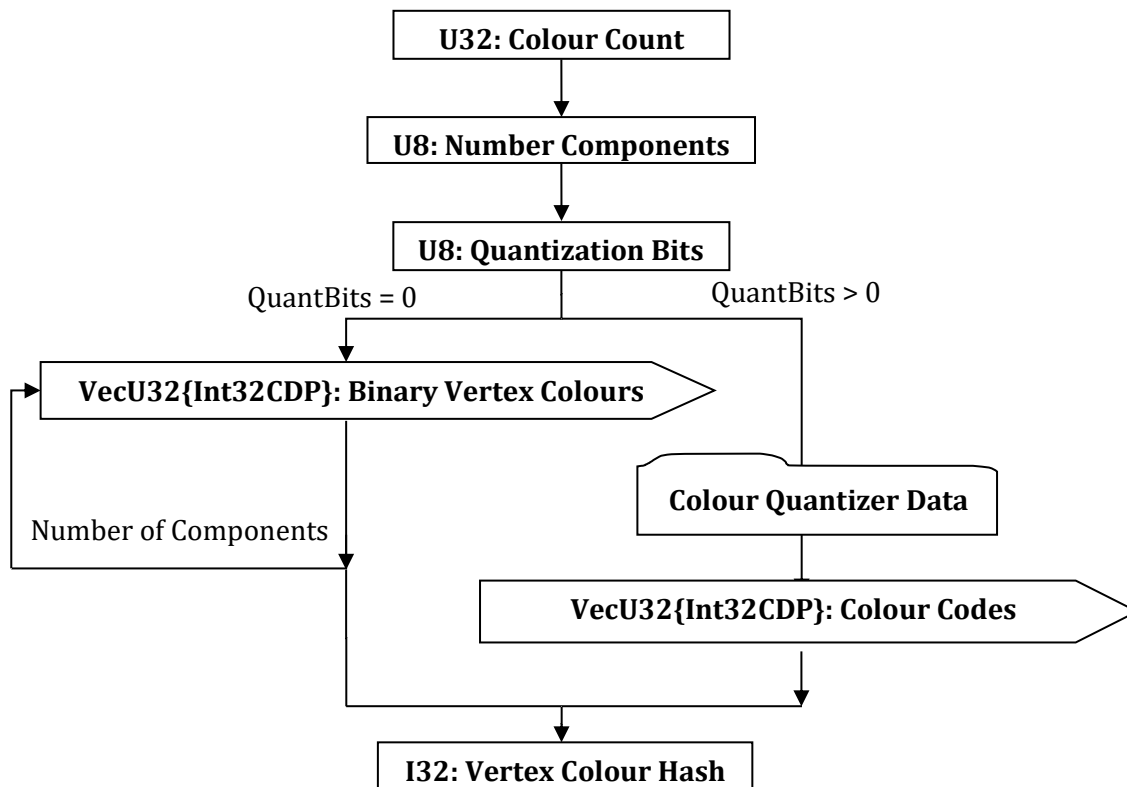 U32: Colour Count
U8: Number Components
U8: Quantization Bits
QuantBits = 0
QuantBits > 0
VecU32{Int32CDP}: Binary Vertex Colours
Colour Quantizer Data
Number of Components
VecU32{Int32CDP}: Colour Codes
I32: Vertex Colour Hash